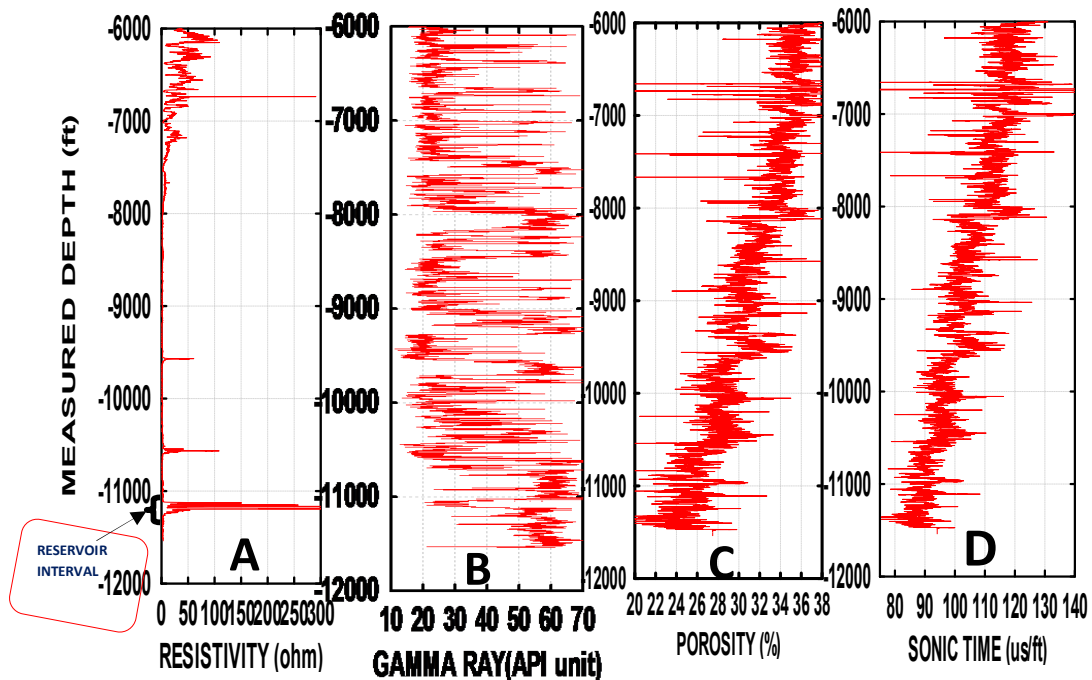 MEASURED DEPTH (ft)
-6000
-7000
-8000
-9000
-10000
-11000
-12000
RESERVOIR
INTERVAL
A
0 50 100 150 200 250 300
RESISTIVITY (ohm)
-6000
-7000
-8000
-9000
-10000
-11000
-12000
B
10 20 30 40 50 60 70
GAMMA RAY(API unit)
-6000
-7000
-8000
-9000
-10000
-11000
-12000
C
20 22 24 26 28 30 32 34 36 38
POROSITY (%)
-6000
-7000
-8000
-9000
-10000
-11000
-12000
D
80 90 100 110 120 130 140
SONIC TIME (us/ft)